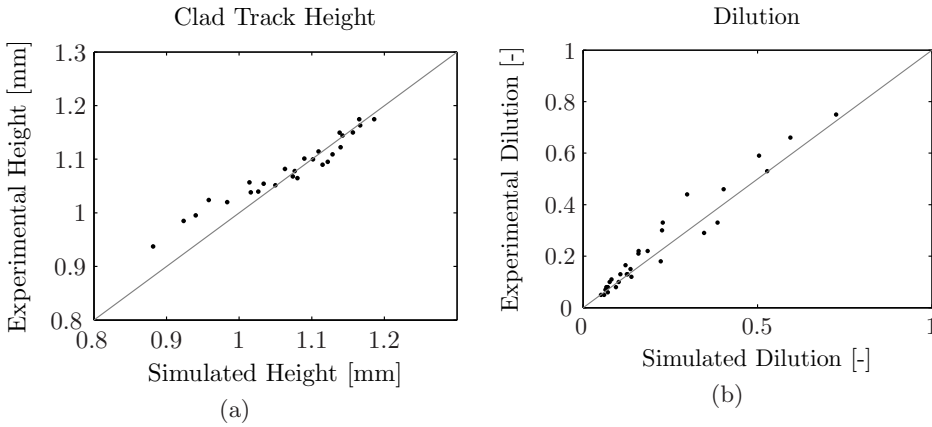 Clad Track Height
Experimental Height [mm]
1.3
1.2
1.1
1
0.9
0.8
0.8 0.9 1 1.1 1.2
Simulated Height [mm]
(a)
Dilution
Experimental Dilution [-]
1
0.8
0.6
0.4
0.2
0
0 0.5 1
Simulated Dilution [-]
(b)